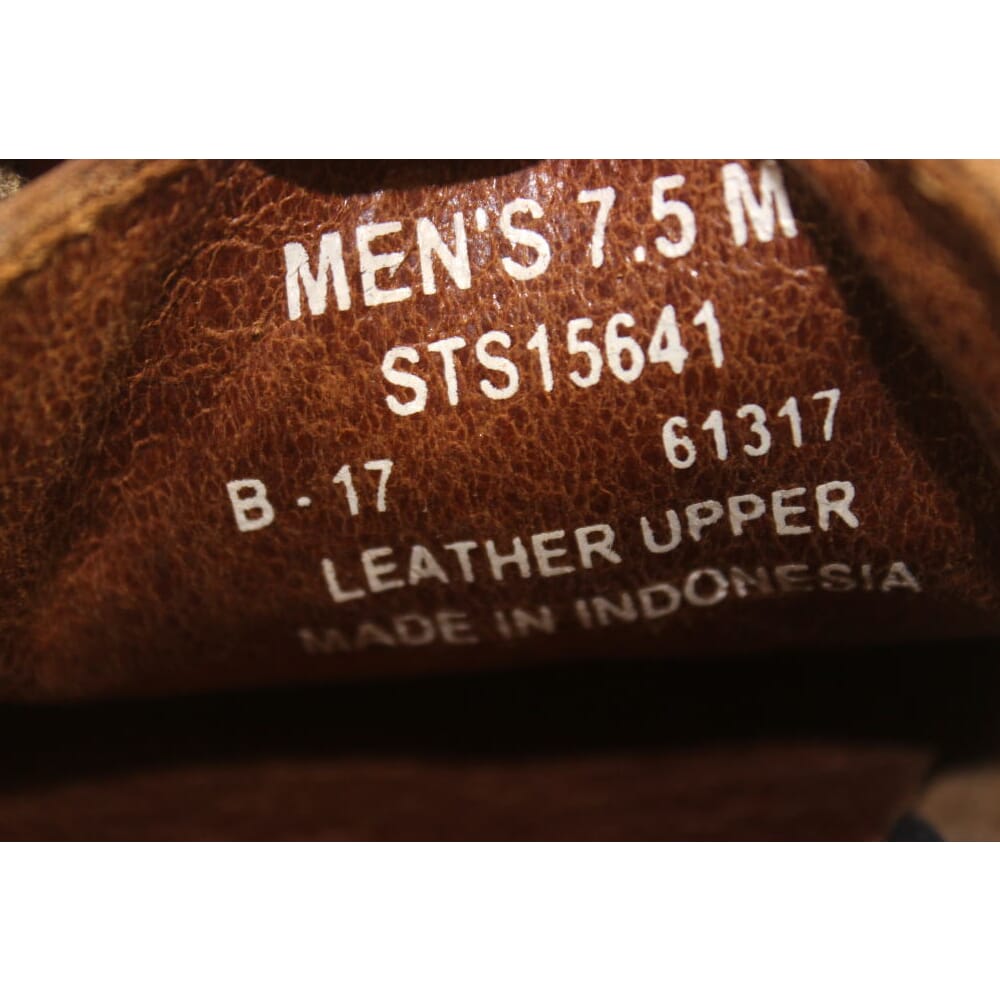 MEN'S 7.5 M
STS15641
B - 17 61317
LEATHER UPPER
MADE IN INDONESIA